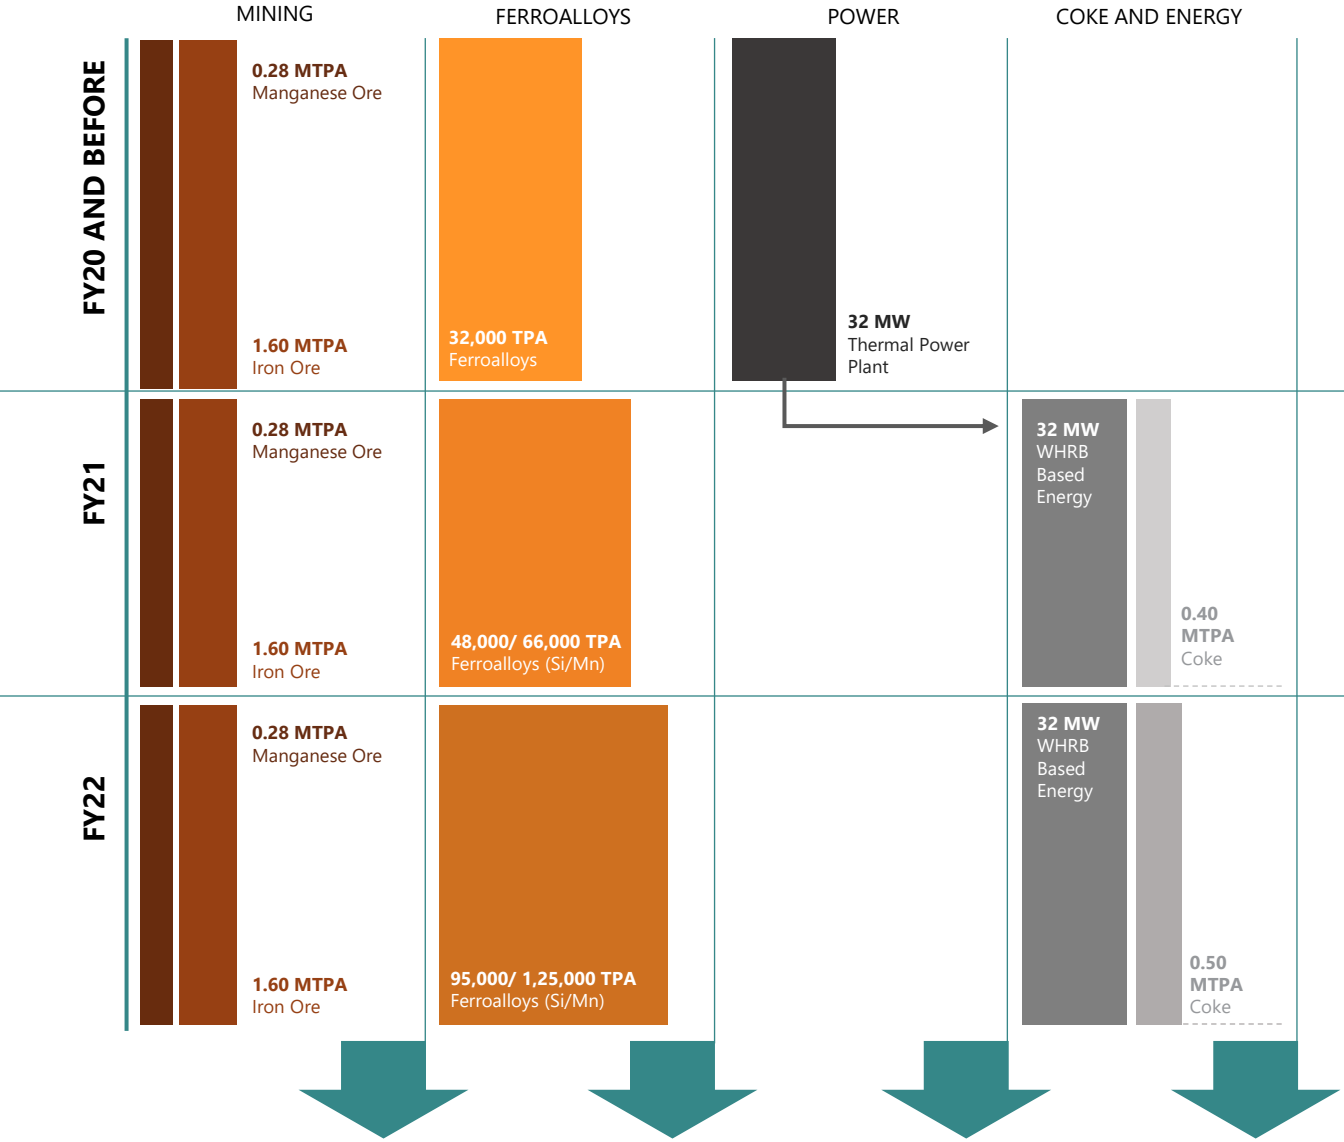 MINING
FERROALLOYS
POWER
COKE AND ENERGY
FY20 AND BEFORE
0.28 MTPA
Manganese Ore
1.60 MTPA
Iron Ore
32,000 TPA
Ferroalloys
32 MW
Thermal Power
Plant
FY21
0.28 MTPA
Manganese Ore
1.60 MTPA
Iron Ore
48,000/ 66,000 TPA
Ferroalloys (Si/Mn)
32 MW
WHRB
Based
Energy
0.40
MTPA
Coke
FY22
0.28 MTPA
Manganese Ore
1.60 MTPA
Iron Ore
95,000/ 1,25,000 TPA
Ferroalloys (Si/Mn)
32 MW
WHRB
Based
Energy
0.50
MTPA
Coke